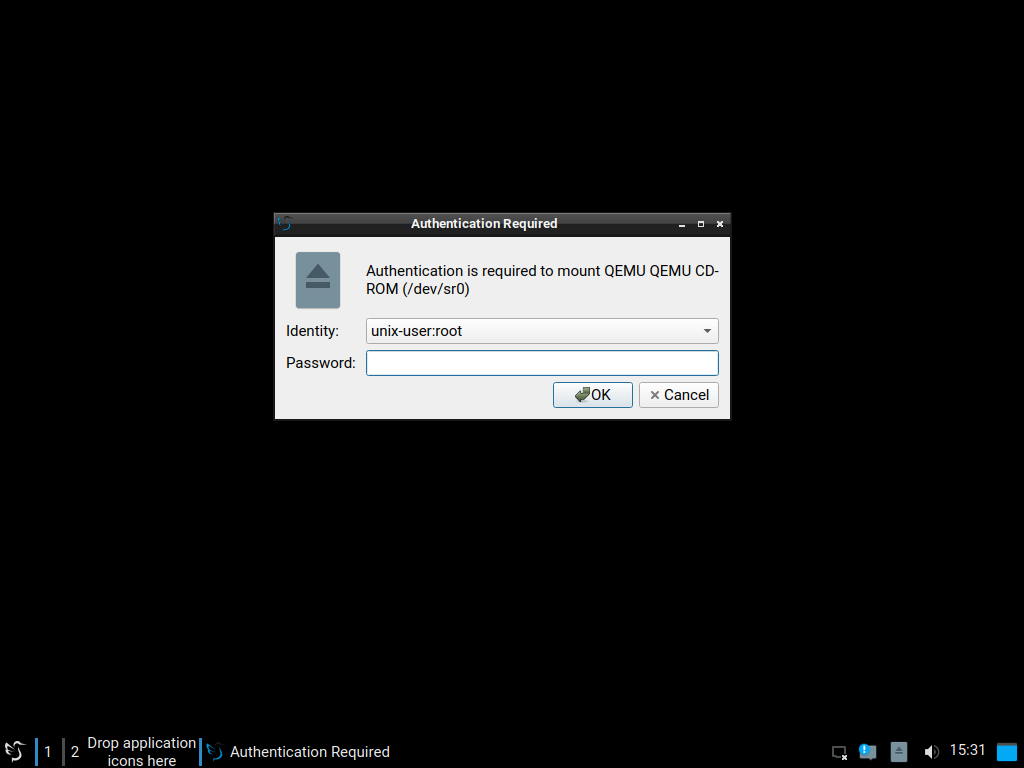 Authentication Required
Authentication is required to mount QEMU QEMU CD-
ROM (/dev/sr0)
Identity: unix-user:root
Password:
OK Cancel
1 2 Drop application
icons here
Authentication Required
15:31